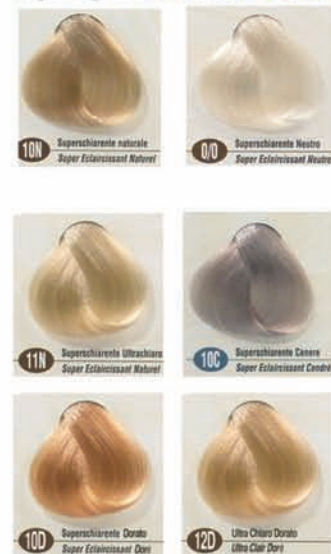 10N Superschiarente naturale
Super Eclaircissant Naturel
0/0 Superschiarente Neutro
Super Eclaircissant Neutre
11N Superschiarente Ultrachiaro
Super Eclaircissant Naturel
10C Superschiarente Cenere
Super Eclaircissant Cendré
10D Superschiarente Dorato
Super Eclaircissant Doré
12D Ultra Chiaro Dorato
Ultra Clair Doré